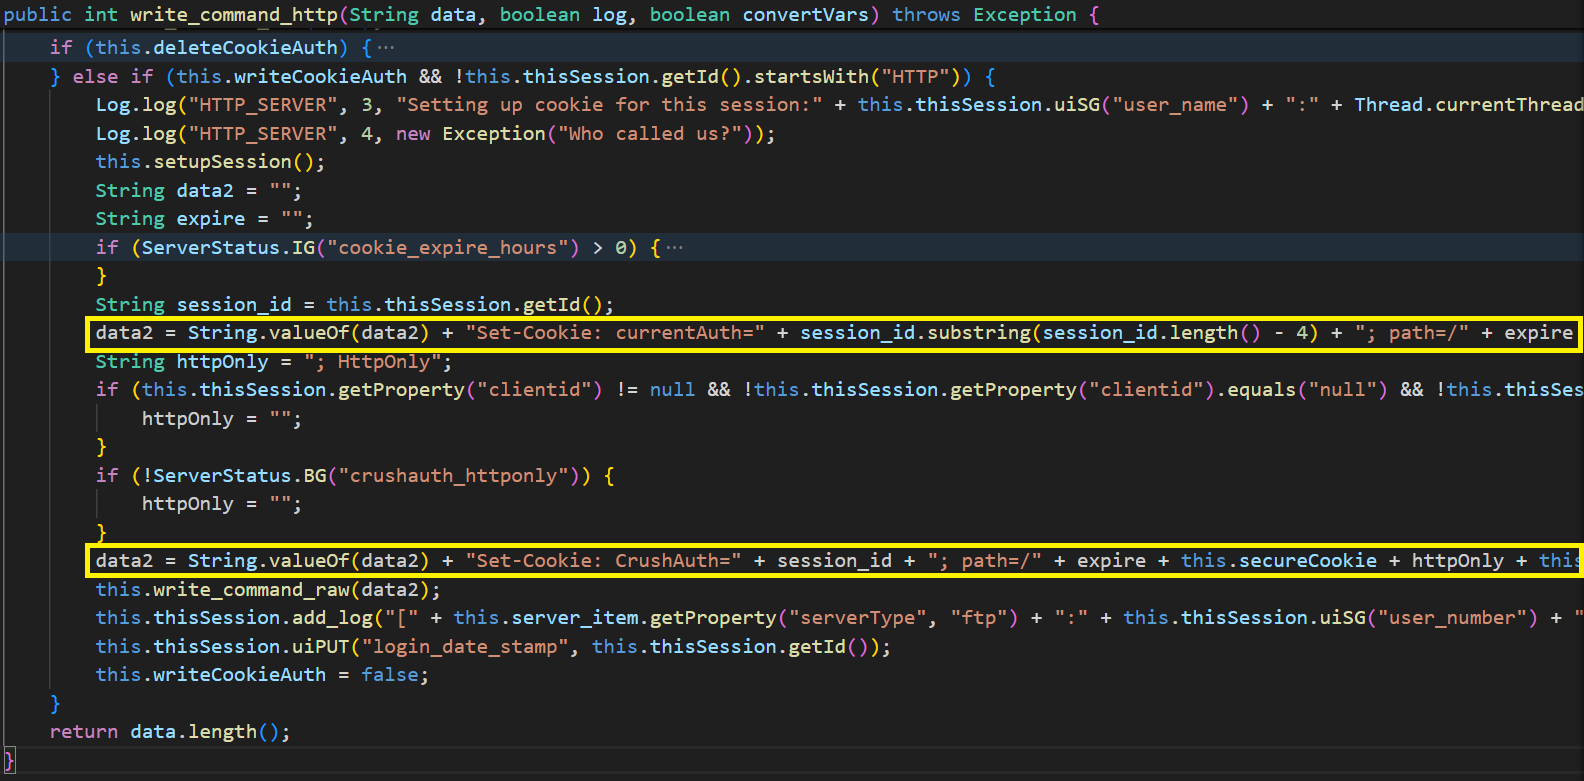 public int write_command_http(String data, boolean log, boolean convertVars) throws Exception {
if (this.deleteCookieAuth) {···
} else if (this.writeCookieAuth && !this.thisSession.getId().startsWith("HTTP")) {
Log.log("HTTP_SERVER", 3, "Setting up cookie for this session:" + this.thisSession.uiSG("user_name") + ":" + Thread.currentThread
Log.log("HTTP_SERVER", 4, new Exception("Who called us?"));
this.setupSession();
String data2 = "";
String expire = "";
if (ServerStatus.IG("cookie_expire_hours") > 0) {···
}
String session_id = this.thisSession.getId();
data2 = String.valueOf(data2) + "Set-Cookie: currentAuth=" + session_id.substring(session_id.length() - 4) + "; path=/" + expire
String httpOnly = "; HttpOnly";
if (this.thisSession.getProperty("clientid") != null && !this.thisSession.getProperty("clientid").equals("null") && !this.thisSes
httpOnly = "";
}
if (!ServerStatus.BG("crushauth_httponly")) {
httpOnly = "";
}
data2 = String.valueOf(data2) + "Set-Cookie: CrushAuth=" + session_id + "; path=/" + expire + this.secureCookie + httpOnly + this
this.write_command_raw(data2);
this.thisSession.add_log("[" + this.server_item.getProperty("serverType", "ftp") + ":" + this.thisSession.uiSG("user_number") + "
this.thisSession.uiPUT("login_date_stamp", this.thisSession.getId());
this.writeCookieAuth = false;
}
return data.length();
}